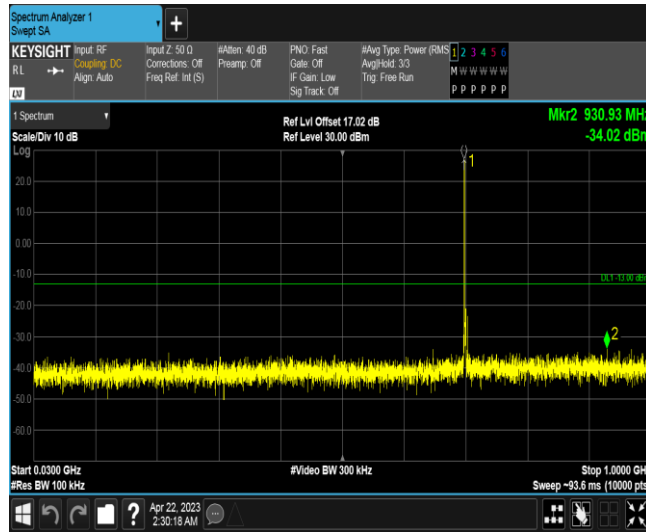 Spectrum Analyzer 1
Swept SA
KEYSIGHT
RL
LXI
Input: RF
Coupling: DC
Align: Auto
Input Z: 50 Ω
Corrections: Off
Freq Ref: Int (S)
#Atten: 40 dB
Preamp: Off
PNO: Fast
Gate: Off
IF Gain: Low
Sig Track: Off
#Avg Type: Power (RMS
Avg|Hold: 3/3
Trig: Free Run
1 2 3 4 5 6
M W W W W W
P P P P P P
1 Spectrum
Scale/Div 10 dB
Log
Ref Lvl Offset 17.02 dB
Ref Level 30.00 dBm
Mkr2 930.93 MHz
-34.02 dBm
1
20.0
10.0
0.00
-10.0
DL1 -13.00 dBm
-20.0
-30.0
2
-40.0
-50.0
-60.0
Start 0.0300 GHz
#Res BW 100 kHz
#Video BW 300 kHz
Stop 1.0000 GHz
Sweep ~93.6 ms (10000 pts
?
Apr 22, 2023
2:30:18 AM